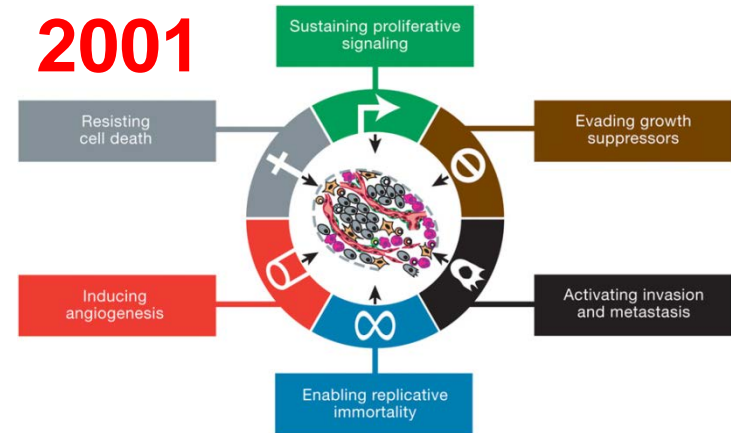 2001
Sustaining proliferative
signaling
Resisting
cell death
Evading growth
suppressors
Inducing
angiogenesis
Activating invasion
and metastasis
Enabling replicative
immortality